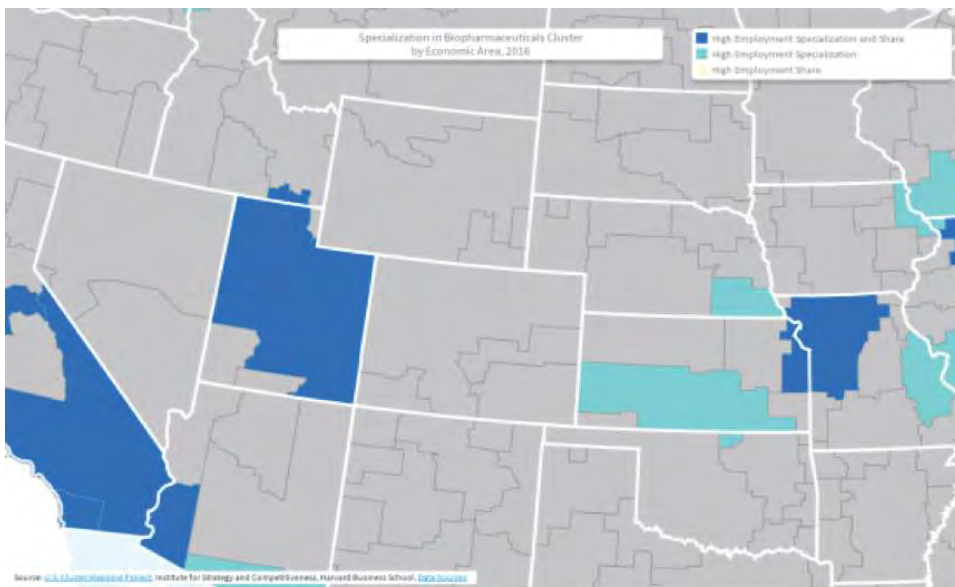 Specialization in Biopharmaceuticals Cluster
by Economic Area, 2016
High Employment Specialization and Share
High Employment Specialization
High Employment Share
Source: U.S. Cluster Mapping Project, Institute for Strategy and Competitiveness, Harvard Business School. Data Sources